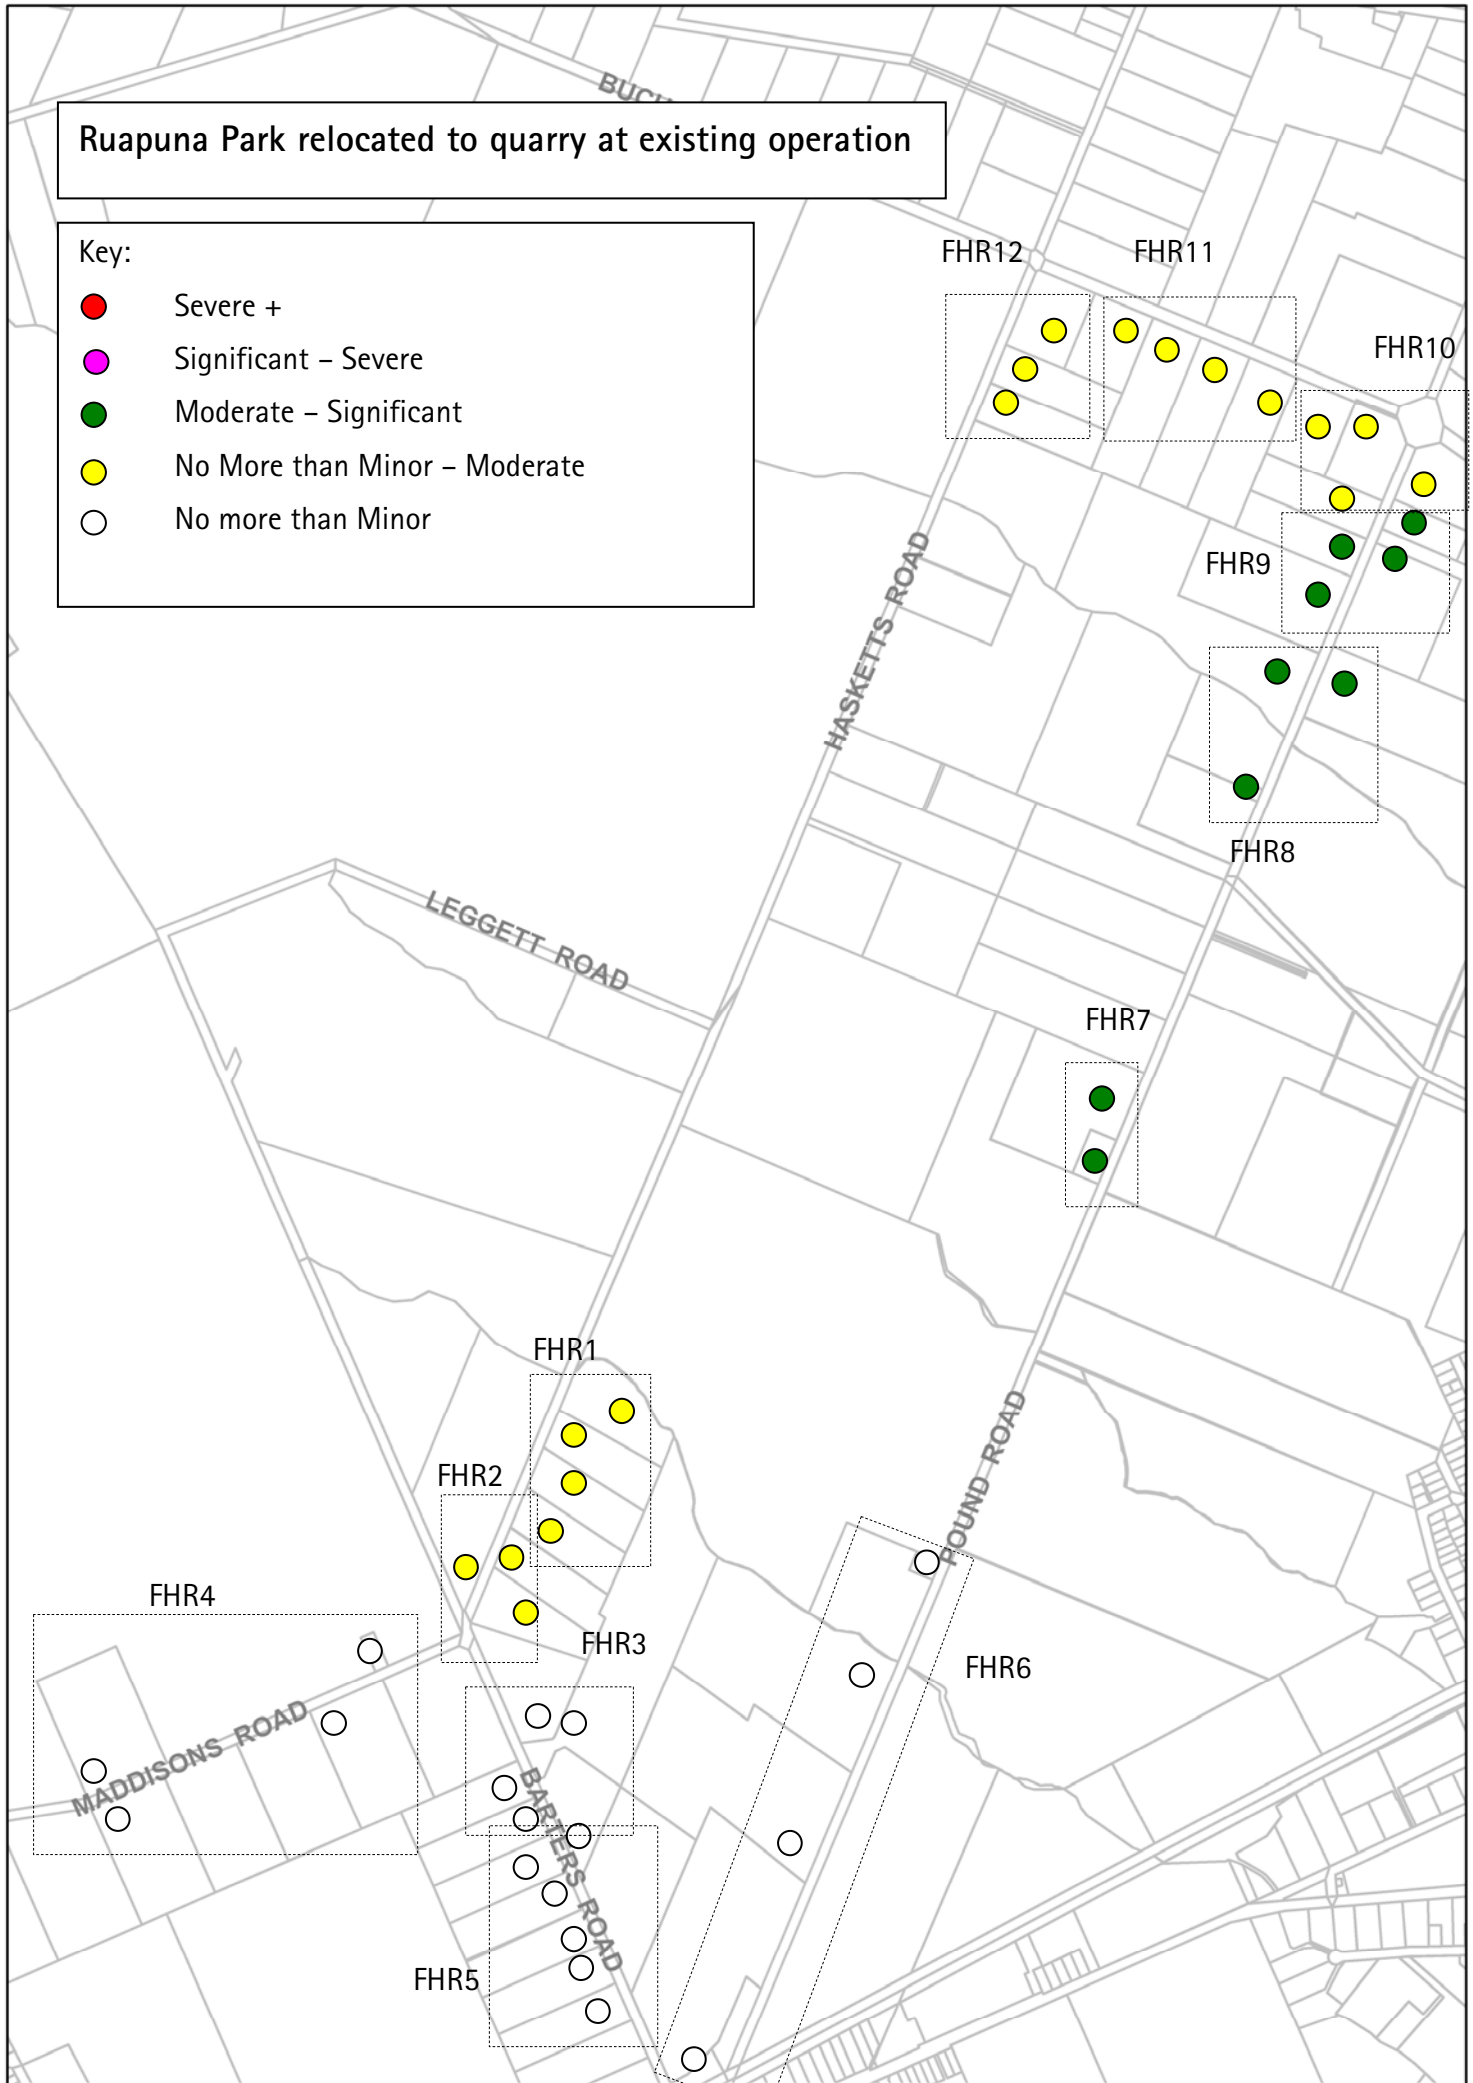 BUCH
Ruapuna Park relocated to quarry at existing operation
Key:
Severe +
Significant – Severe
Moderate – Significant
No More than Minor – Moderate
No more than Minor
FHR12
FHR11
FHR10
FHR9
HASKETTS ROAD
FHR8
LEGGETT ROAD
FHR7
FHR1
POUND ROAD
FHR2
FHR4
FHR3
FHR6
MADDISONS ROAD
BARTERS ROAD
FHR5